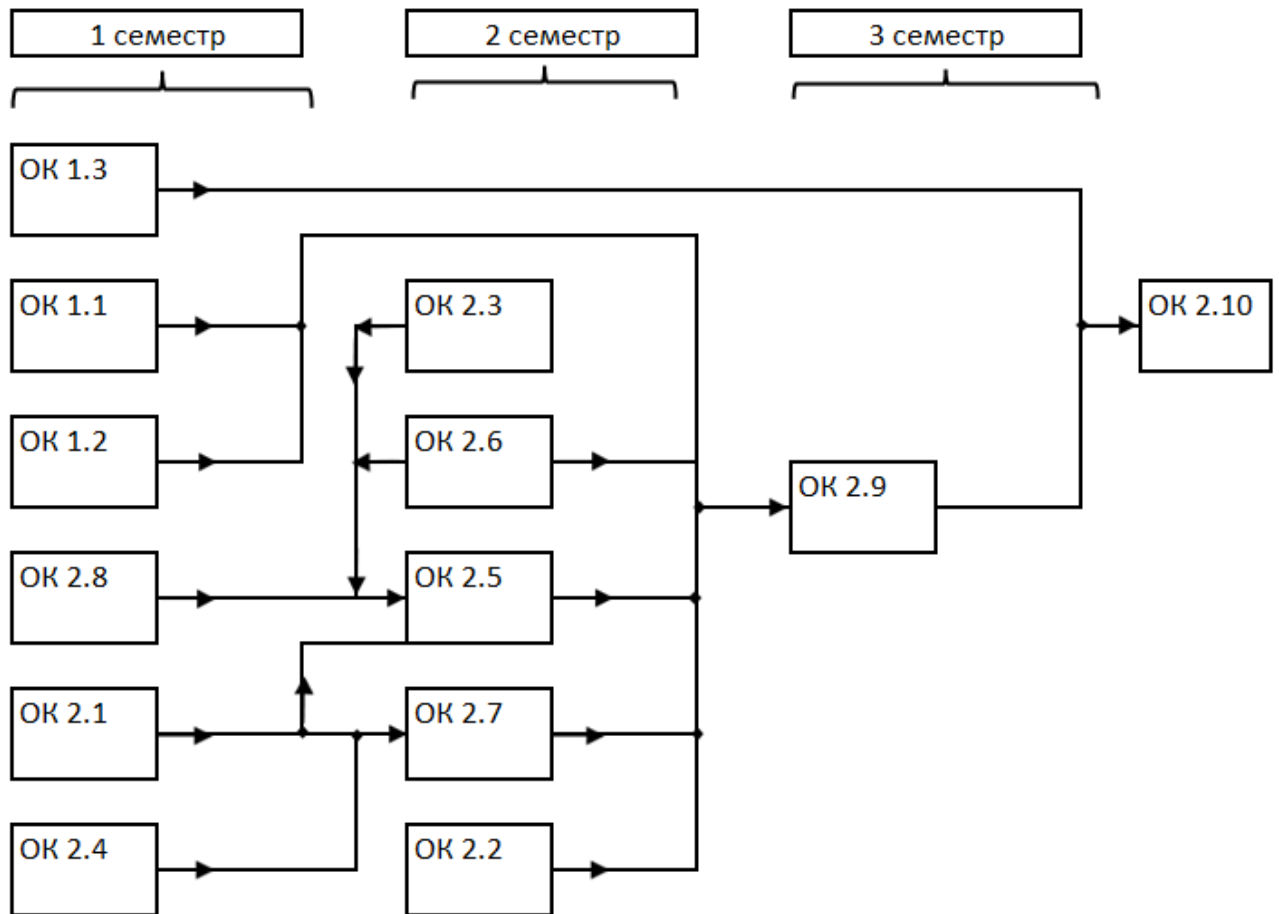 1 семестр
2 семестр
3 семестр
ОК 1.3
ОК 1.1
ОК 2.3
ОК 2.10
ОК 1.2
ОК 2.6
ОК 2.9
ОК 2.8
ОК 2.5
ОК 2.1
ОК 2.7
ОК 2.4
ОК 2.2